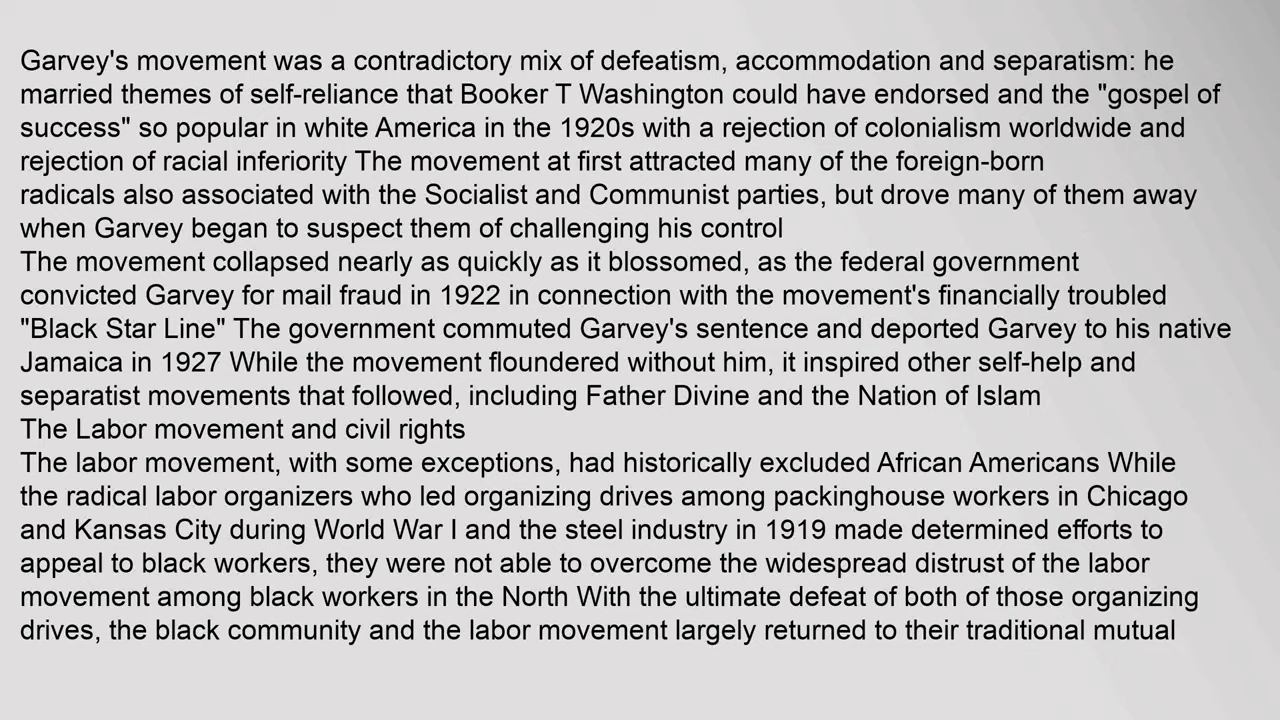 Garvey's movement was a contradictory mix of defeatism, accommodation and separatism: he
married themes of self-reliance that Booker T Washington could have endorsed and the "gospel of
success" so popular in white America in the 1920s with a rejection of colonialism worldwide and
rejection of racial inferiority The movement at first attracted many of the foreign-born
radicals also associated with the Socialist and Communist parties, but drove many of them away
when Garvey began to suspect them of challenging his control
The movement collapsed nearly as quickly as it blossomed, as the federal government
convicted Garvey for mail fraud in 1922 in connection with the movement's financially troubled
"Black Star Line" The government commuted Garvey's sentence and deported Garvey to his native
Jamaica in 1927 While the movement floundered without him, it inspired other self-help and
separatist movements that followed, including Father Divine and the Nation of Islam
The Labor movement and civil rights
The labor movement, with some exceptions, had historically excluded African Americans While
the radical labor organizers who led organizing drives among packinghouse workers in Chicago
and Kansas City during World War I and the steel industry in 1919 made determined efforts to
appeal to black workers, they were not able to overcome the widespread distrust of the labor
movement among black workers in the North With the ultimate defeat of both of those organizing
drives, the black community and the labor movement largely returned to their traditional mutual